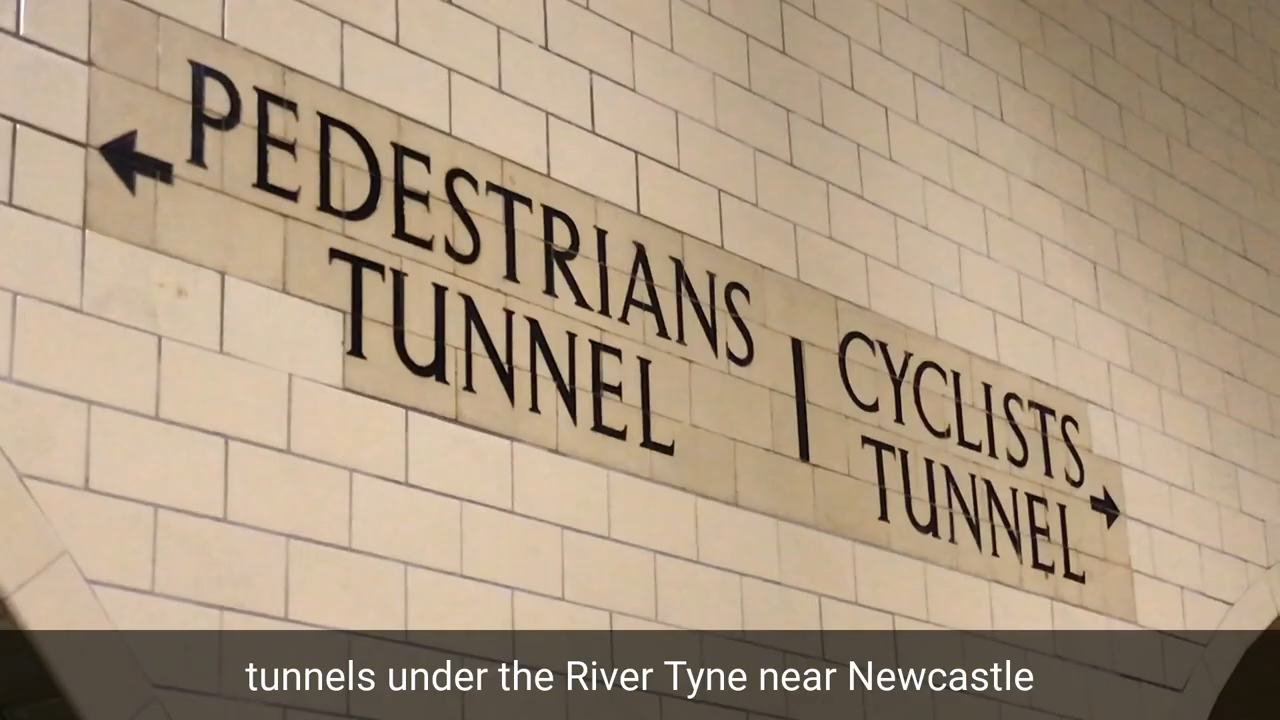 PEDESTRIANS
TUNNEL
CYCLISTS
TUNNEL
tunnels under the River Tyne near Newcastle